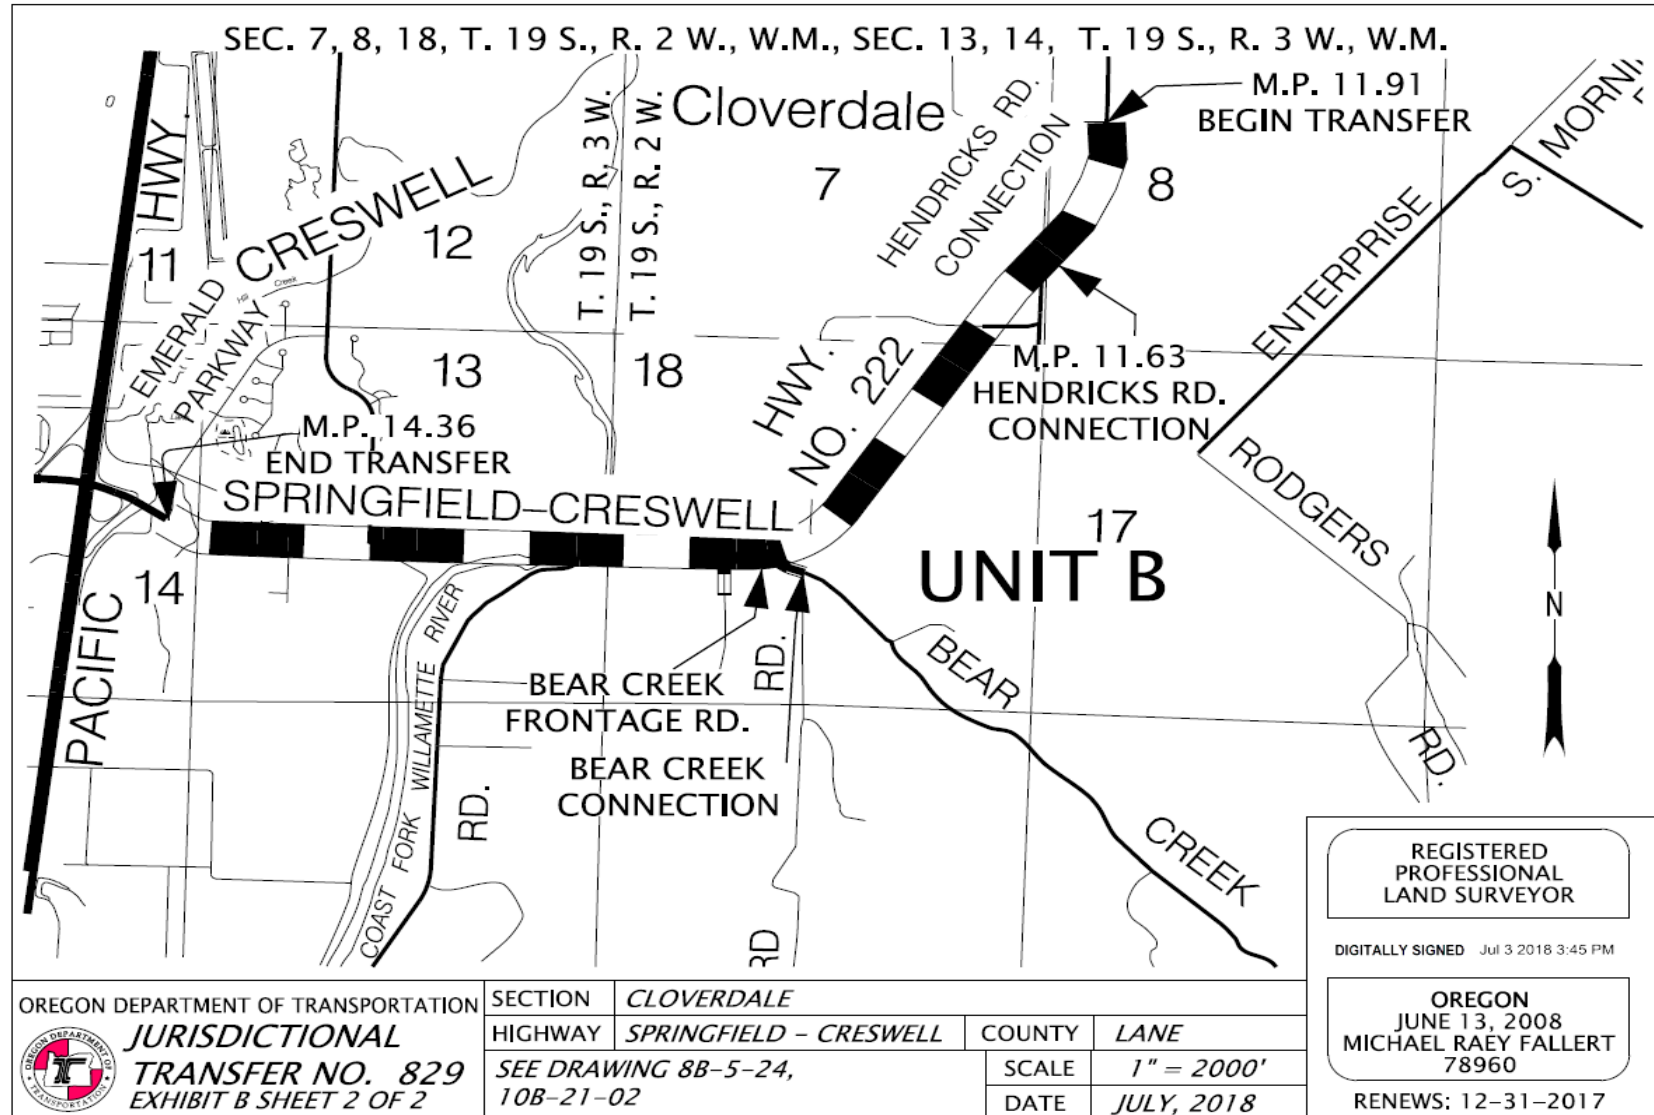 SEC. 7, 8, 18, T. 19 S., R. 2 W., W.M., SEC. 13, 14, T. 19 S., R. 3 W., W.M.
M.P. 11.91
BEGIN TRANSFER
Cloverdale
HENDRICKS RD.
CONNECTION
T. 19 S., R. 3 W.
T. 19 S., R. 2 W.
HWY
CRESWELL
7
8
S.
11
12
EMERALD
PARKWAY
Hill
Creek
ENTERPRISE
13
18
HWY.
NO. 222
M.P. 11.63
HENDRICKS RD.
CONNECTION
M.P. 14.36
END TRANSFER
SPRINGFIELD-CRESWELL
RODGERS
RD.
17
UNIT B
14
N
PACIFIC
COAST FORK WILLAMETTE RIVER
RD.
RD.
BEAR
CREEK
BEAR CREEK
FRONTAGE RD.
BEAR CREEK
CONNECTION
RD
REGISTERED
PROFESSIONAL
LAND SURVEYOR
DIGITALLY SIGNED Jul 3 2018 3:45 PM
OREGON
JUNE 13, 2008
MICHAEL RAEY FALLERT
78960
RENEWS: 12-31-2017
OREGON DEPARTMENT OF TRANSPORTATION
OREGON DEPARTMENT OF TRANSPORTATION
JURISDICTIONAL
TRANSFER NO. 829
EXHIBIT B SHEET 2 OF 2
SECTION CLOVERDALE
HIGHWAY SPRINGFIELD - CRESWELL COUNTY LANE
SEE DRAWING 8B-5-24,
10B-21-02
SCALE 1" = 2000'
DATE JULY, 2018